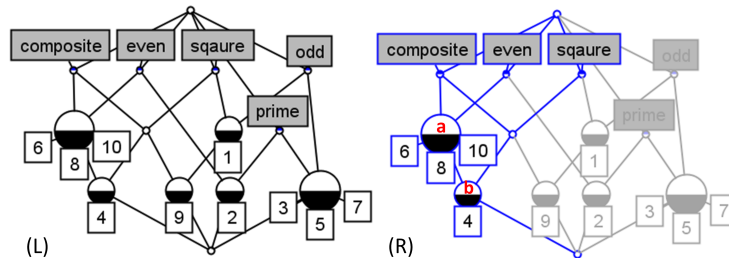 composite even sqaure odd
prime
6 8 10 1
4 9 2 3 5 7
(L)
composite even sqaure odd
prime
a
6 8 10 1
b
4 9 2 3 5 7
(R)